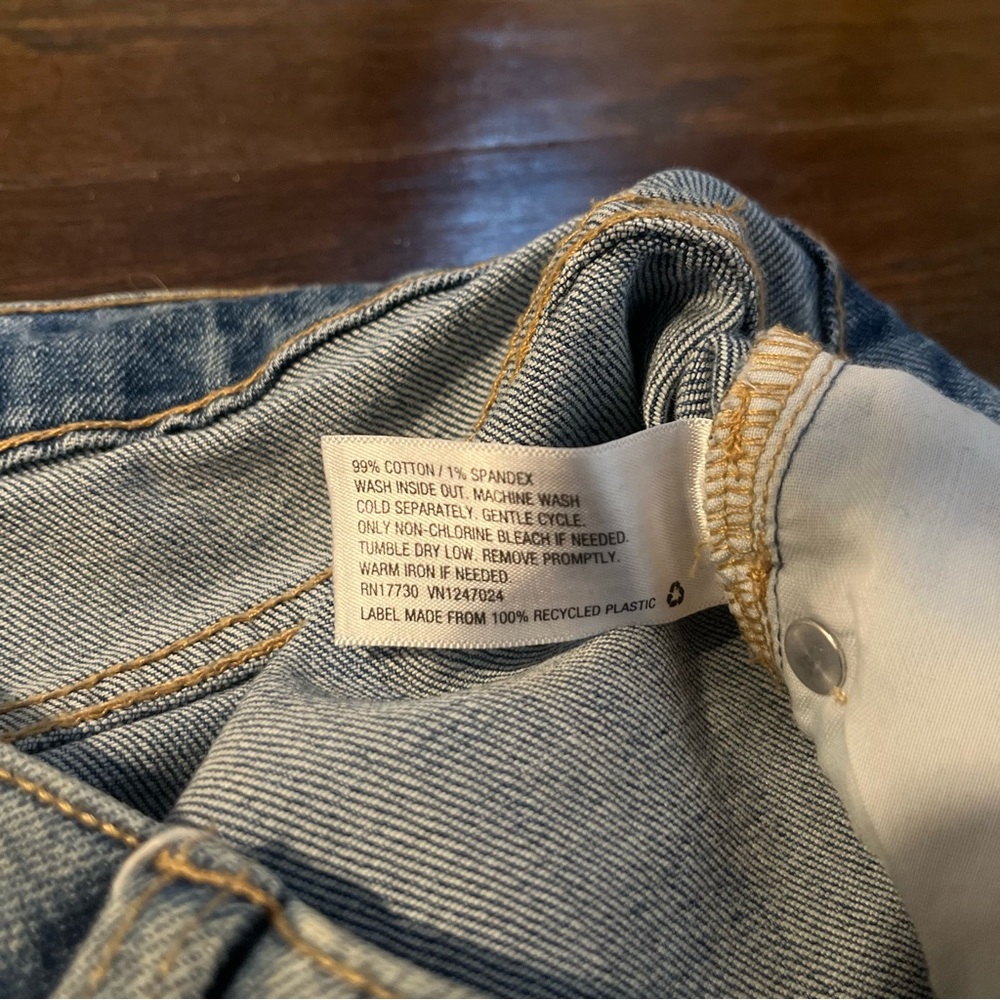 99% COTTON / 1% SPANDEX
WASH INSIDE OUT. MACHINE WASH
COLD SEPARATELY. GENTLE CYCLE.
ONLY NON-CHLORINE BLEACH IF NEEDED.
TUMBLE DRY LOW. REMOVE PROMPTLY.
WARM IRON IF NEEDED
RN17730 VN1247024
LABEL MADE FROM 100% RECYCLED PLASTIC